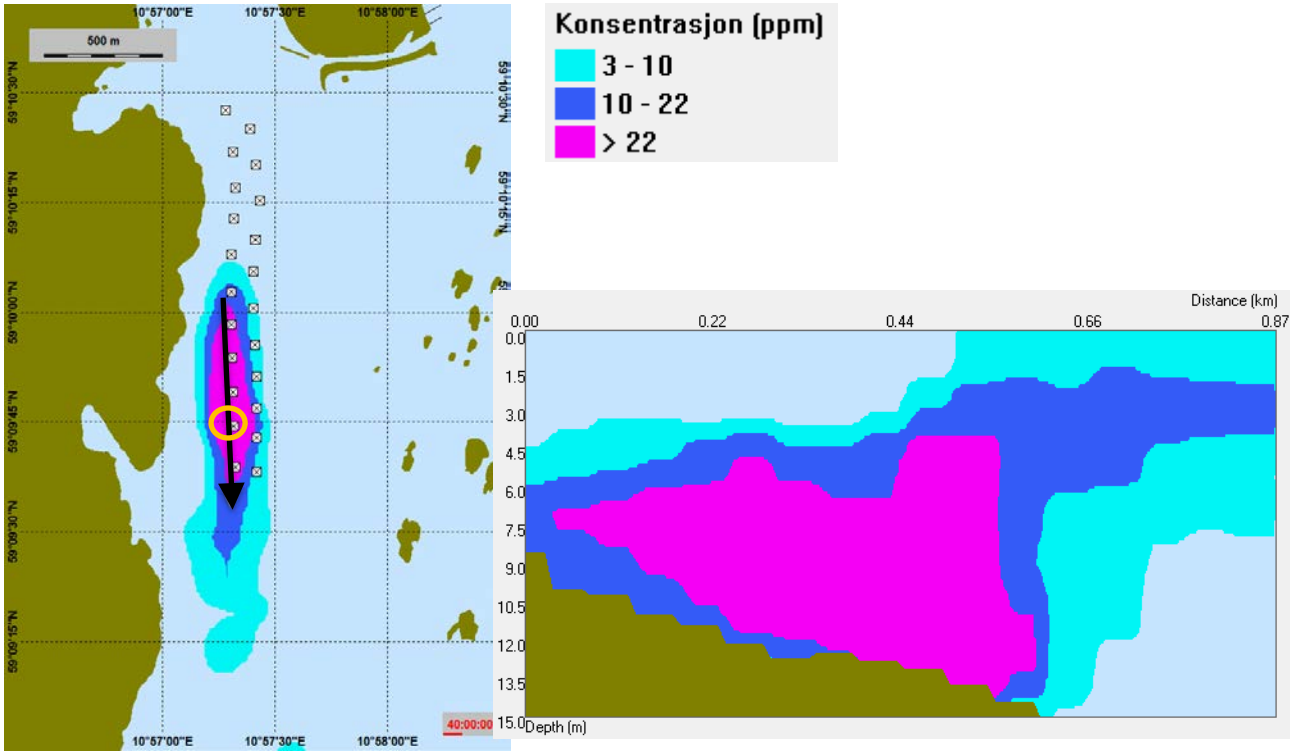 10°57'00"E 10°57'30"E 10°58'00"E
500 m
59°10'30"N
59°10'15"N
59°10'00"N
59°09'45"N
59°09'30"N
59°09'15"N
59°10'30"N
59°10'15"N
40:00:00
10°57'00"E 10°57'30"E 10°58'00"E
Konsentrasjon (ppm)
3 - 10
10 - 22
> 22
Distance (km)
0.00 0.22 0.44 0.66 0.87
0.0
1.5
3.0
4.5
6.0
7.5
9.0
10.5
12.0
13.5
15.0
Depth (m)